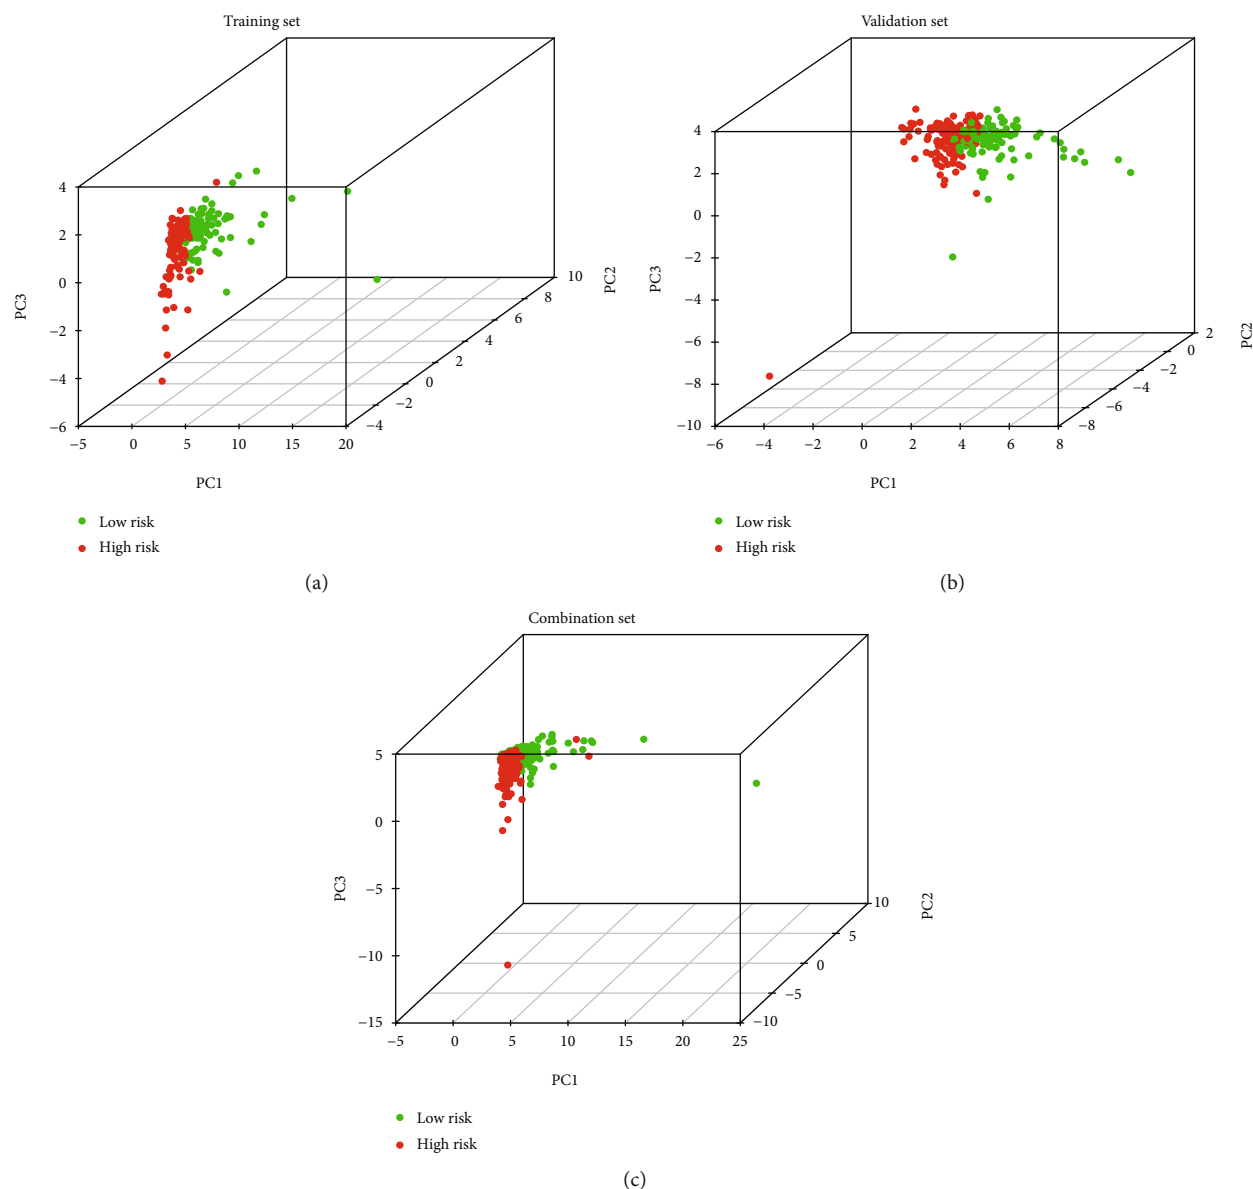 Training set
4
2
0
−2
−4
−6
PC3
−5
0
5
10
15
20
PC1
−4
−2
0
2
4
6
8
10
PC2
Low risk
High risk
(a)
Validation set
4
2
0
−2
−4
−6
−8
−10
PC3
−6
−4
−2
0
2
4
6
8
PC1
−8
−6
−4
−2
0
2
PC2
Low risk
High risk
(b)
Combination set
5
0
−5
−10
−15
PC3
−5
0
5
10
15
20
25
PC1
−10
−5
0
5
10
PC2
Low risk
High risk
(c)